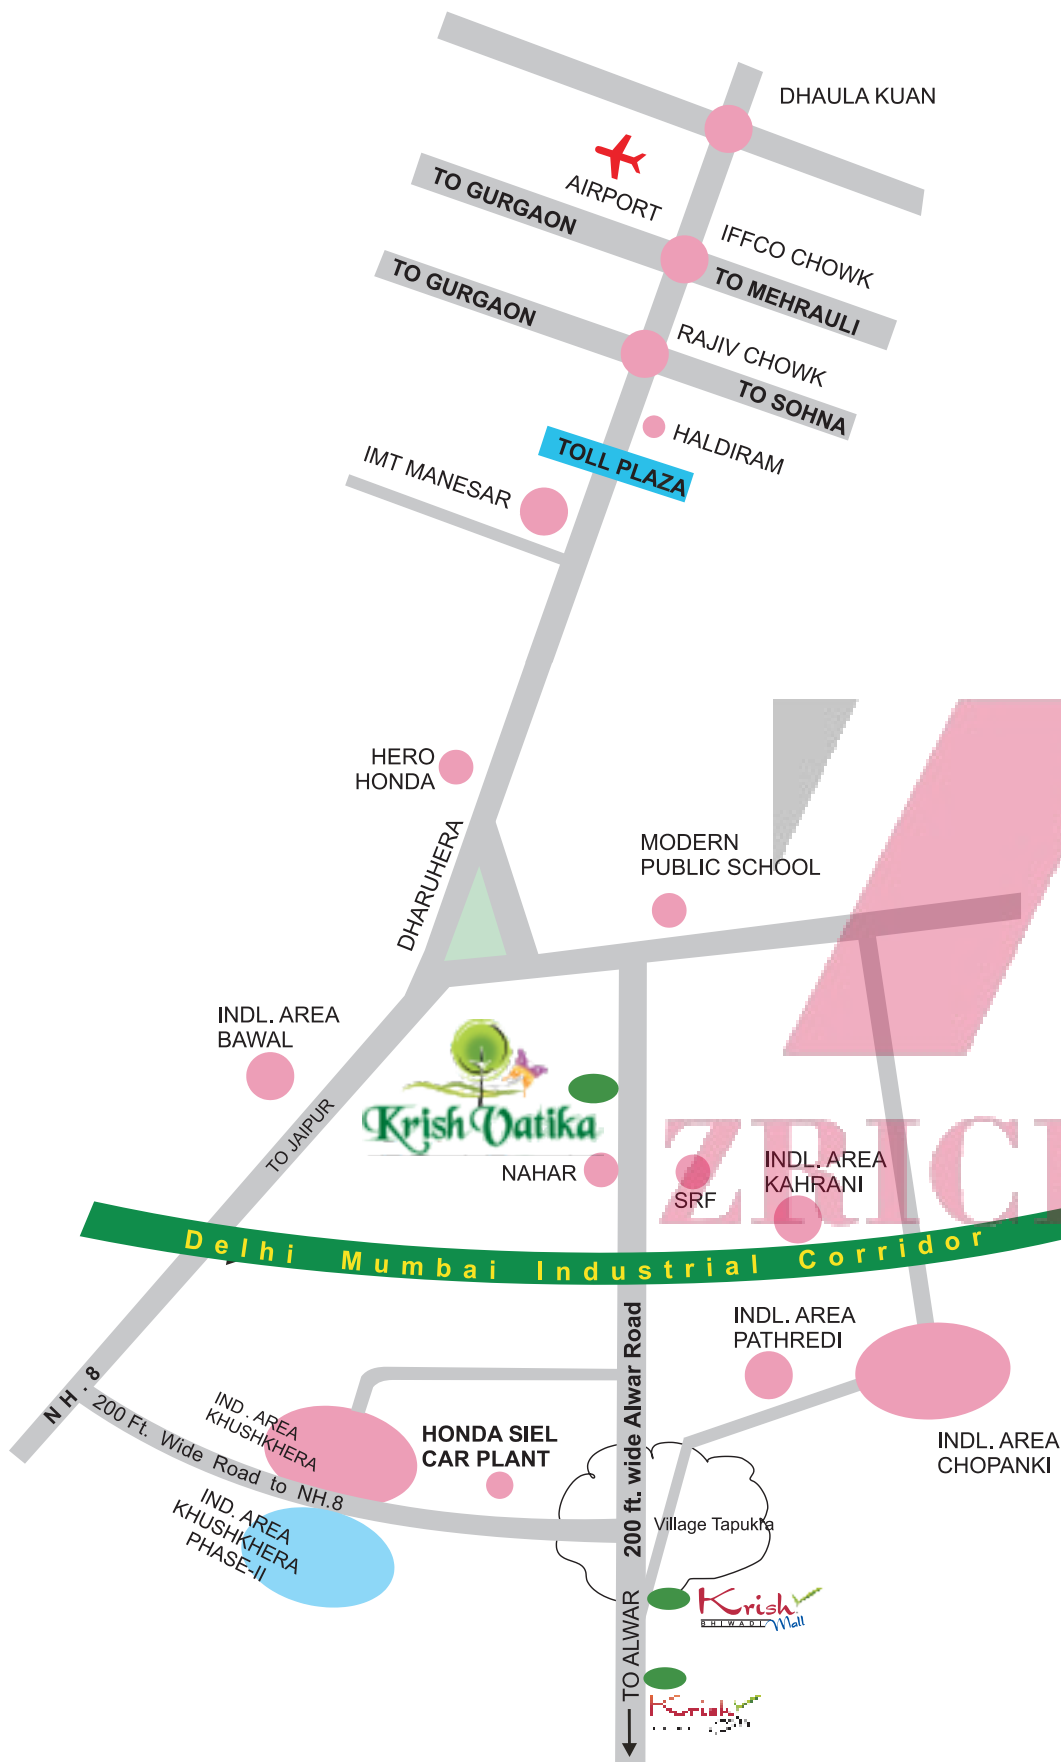 DHAULA KUAN
AIRPORT
TO GURGAON
IFFCO CHOWK
TO MEHRAULI
TO GURGAON
RAJIV CHOWK
TO SOHNA
HALDIRAM
TOLL PLAZA
IMT MANESAR
HERO
HONDA
DHARUHERA
MODERN
PUBLIC SCHOOL
INDL. AREA
BAWAL
Krish Vatika
TO JAIPUR
NAHAR
SRF
INDL. AREA
KAHRANI
ZRICI
Delhi Mumbai Industrial Corridor
INDL. AREA
PATHREDI
200 ft. wide Alwar Road
NH. 8
200 Ft. Wide Road to NH.8
IND. AREA
KHUSHKHERA
HONDA SIEL
CAR PLANT
INDL. AREA
CHOPANKI
IND. AREA
KHUSHKHERA
PHASE-II
Village Tapukra
TO ALWAR
Krish
BHIWADI Mall
Krish